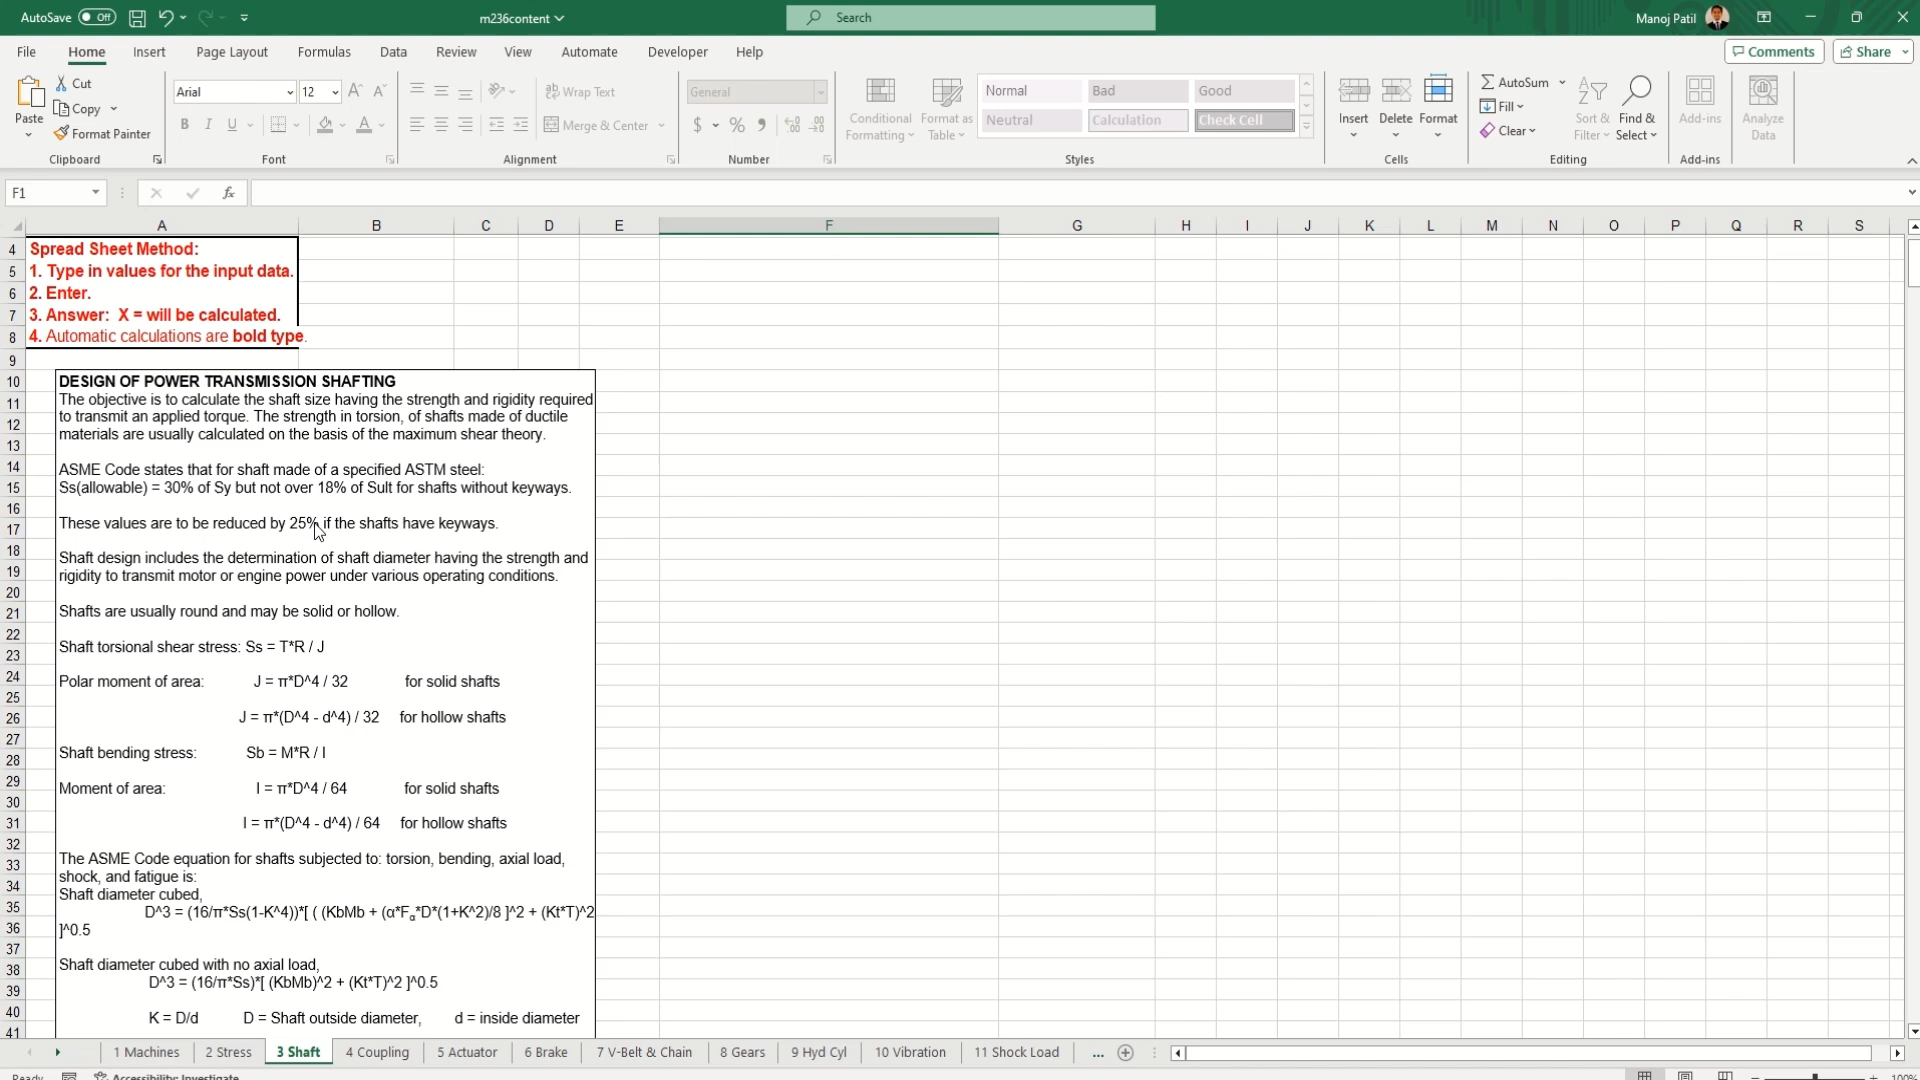 AutoSave Off m236content Search Manoj Patil
File Home Insert Page Layout Formulas Data Review View Automate Developer Help Comments Share
Paste Cut Copy Format Painter Clipboard
Arial 12 B I U Font
Wrap Text Merge & Center Alignment
General $ % Number
Conditional Formatting Format as Table
Normal Bad Good
Neutral Calculation Check Cell
Styles
Insert Delete Format Cells
AutoSum Fill Clear Sort & Filter Find & Select Editing
Add-ins Add-ins
Analyze Data
F1 fx
A B C D E F G H I J K L M N O P Q R S
4 Spread Sheet Method:
5 1. Type in values for the input data.
6 2. Enter.
7 3. Answer: X = will be calculated.
8 4. Automatic calculations are bold type.
9
10 DESIGN OF POWER TRANSMISSION SHAFTING
11 The objective is to calculate the shaft size having the strength and rigidity required
12 to transmit an applied torque. The strength in torsion, of shafts made of ductile
13 materials are usually calculated on the basis of the maximum shear theory.
14 ASME Code states that for shaft made of a specified ASTM steel:
15 Ss(allowable) = 30% of Sy but not over 18% of Sult for shafts without keyways.
16
17 These values are to be reduced by 25% if the shafts have keyways.
18 Shaft design includes the determination of shaft diameter having the strength and
19 rigidity to transmit motor or engine power under various operating conditions.
20
21 Shafts are usually round and may be solid or hollow.
22
23 Shaft torsional shear stress: Ss = T*R / J
24 Polar moment of area: J = π*D^4 / 32 for solid shafts
25
26 J = π*(D^4 - d^4) / 32 for hollow shafts
27
28 Shaft bending stress: Sb = M*R / I
29
30 Moment of area: I = π*D^4 / 64 for solid shafts
31 I = π*(D^4 - d^4) / 64 for hollow shafts
32
33 The ASME Code equation for shafts subjected to: torsion, bending, axial load,
34 shock, and fatigue is:
Shaft diameter cubed,
35 D^3 = (16/π*Ss(1-K^4))*[ ( (KbMb + (α*Fα*D*(1+K^2)/8 ]^2 + (Kt*T)^2
36 ]^0.5
37
38 Shaft diameter cubed with no axial load,
39 D^3 = (16/π*Ss)*[ (KbMb)^2 + (Kt*T)^2 ]^0.5
40 K = D/d D = Shaft outside diameter, d = inside diameter
41
1 Machines 2 Stress 3 Shaft 4 Coupling 5 Actuator 6 Brake 7 V-Belt & Chain 8 Gears 9 Hyd Cyl 10 Vibration 11 Shock Load ...
Ready Accessibility: Investigate 100%